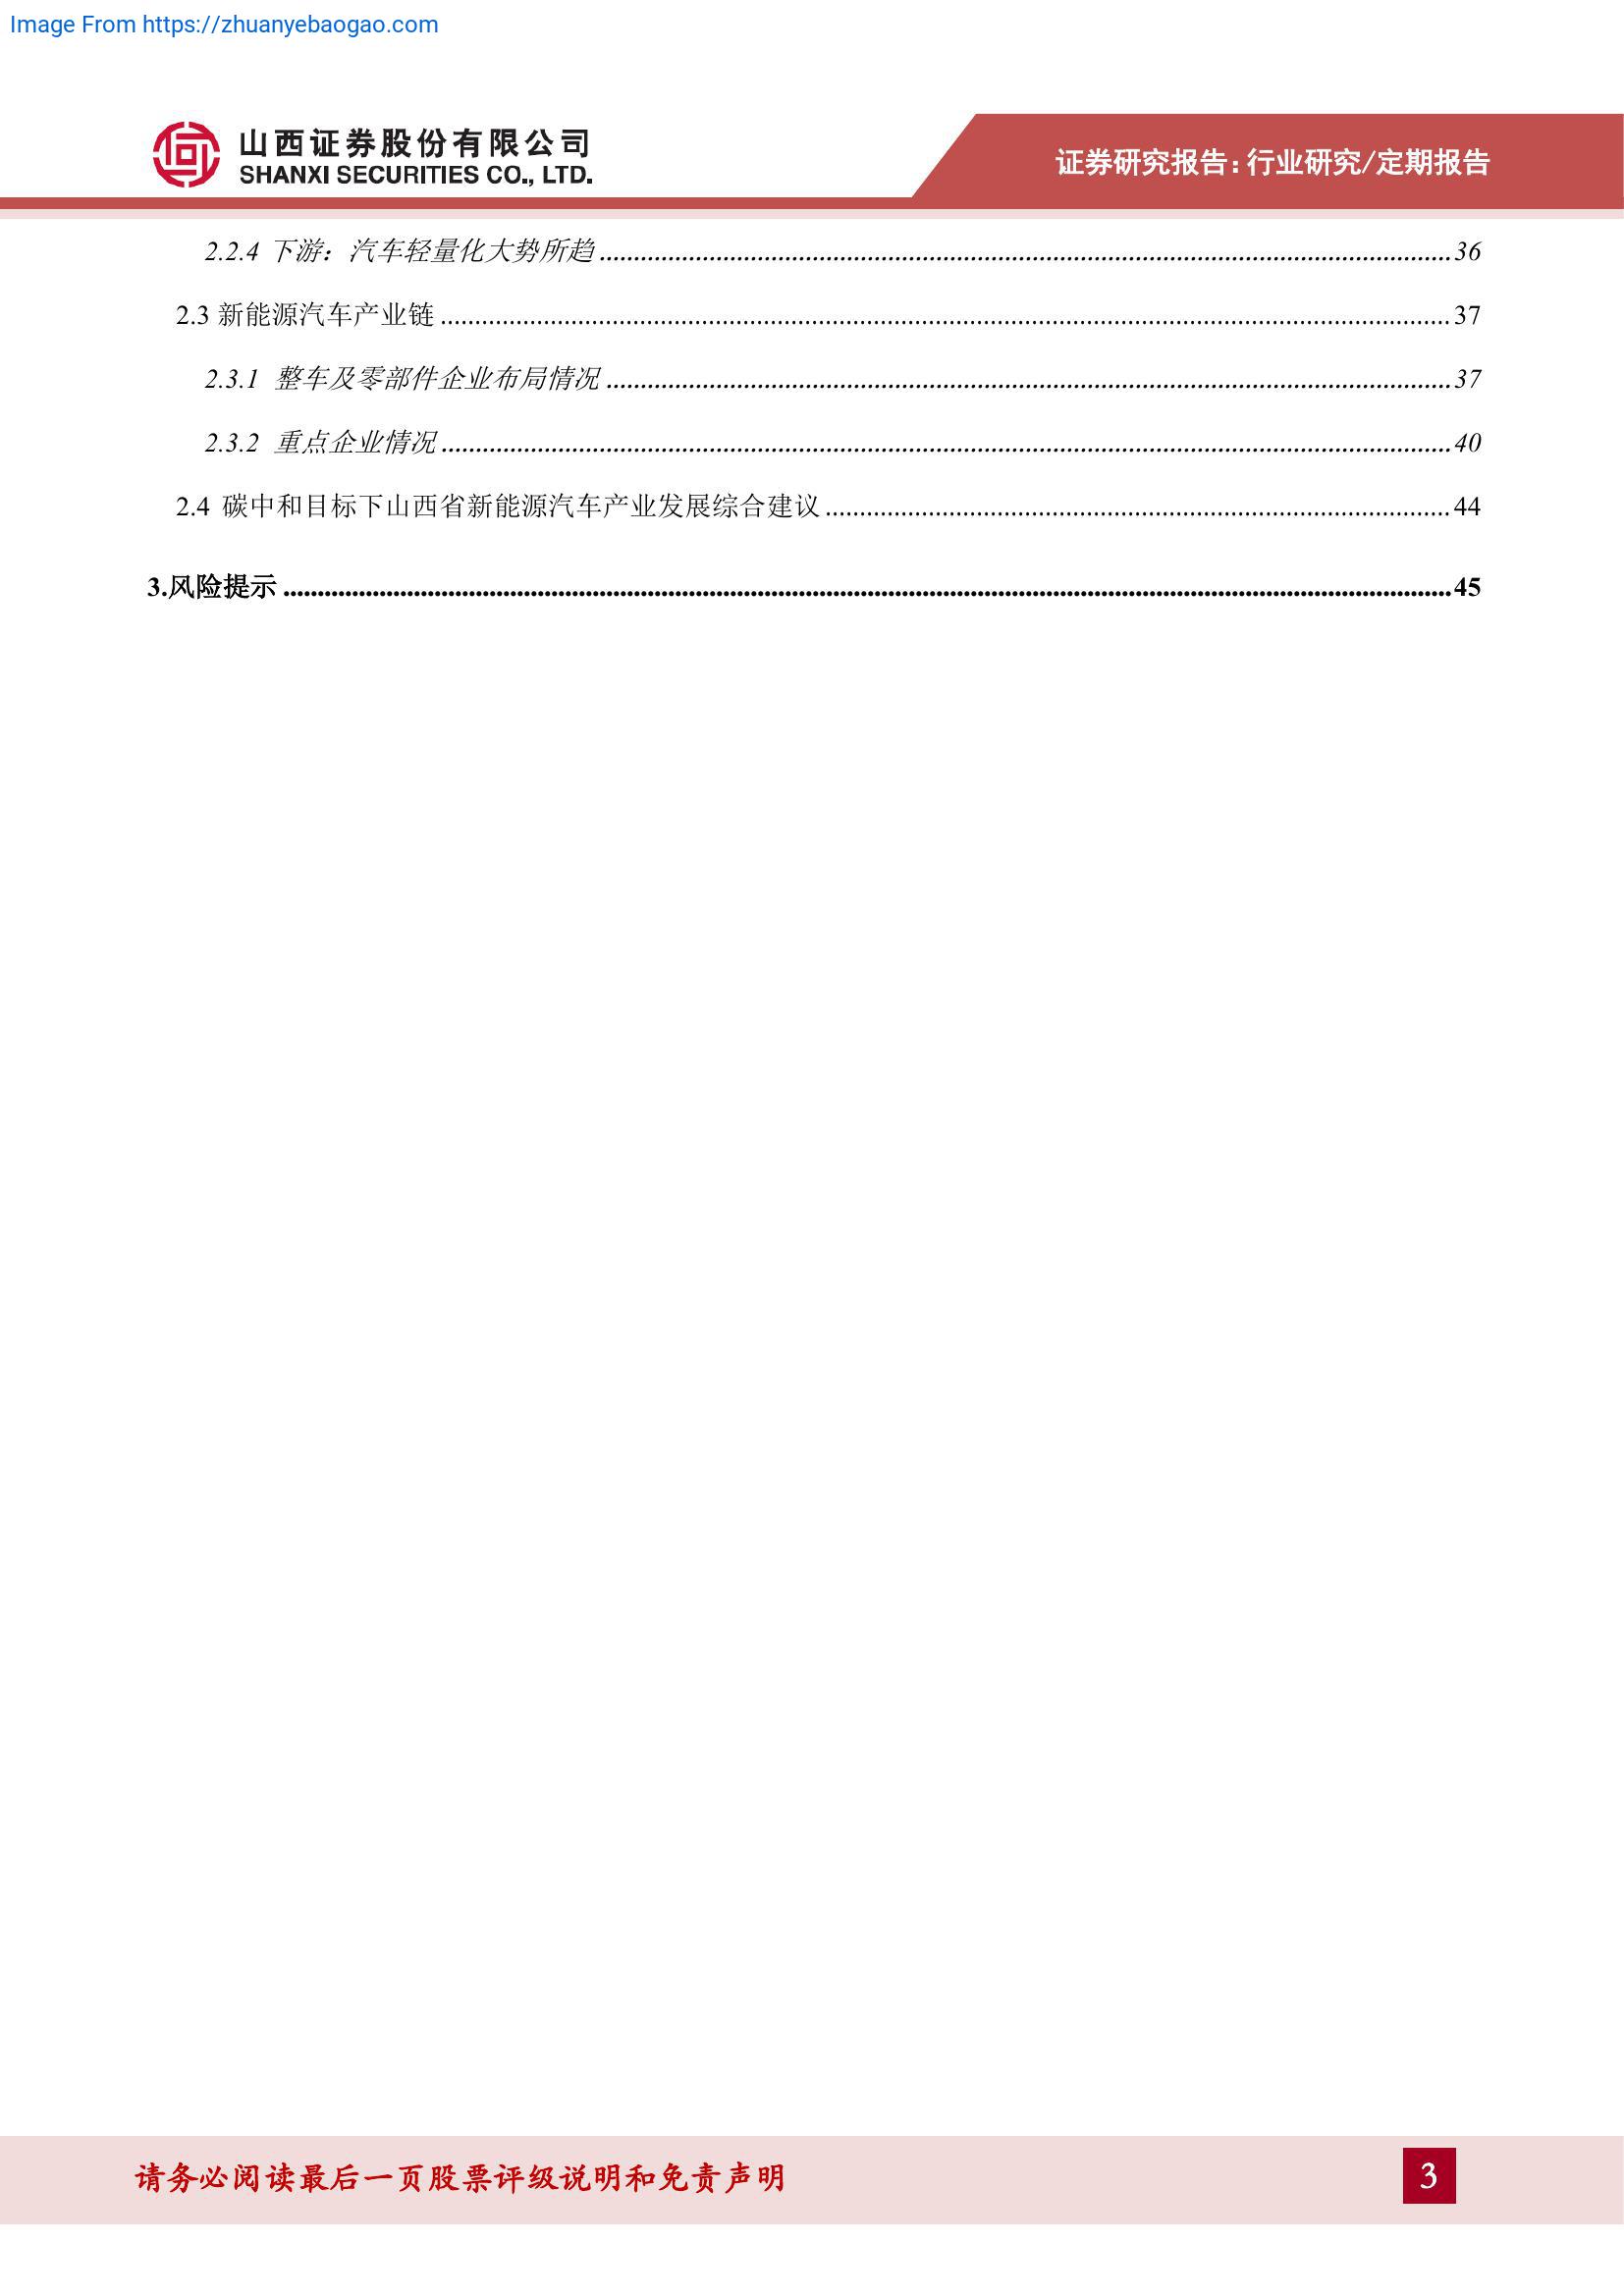 Image From https://zhuanyebaogao.com
山西证券股份有限公司
SHANXI SECURITIES CO., LTD.
证券研究报告：行业研究/定期报告
2.2.4 下游：汽车轻量化大势所趋 36
2.3 新能源汽车产业链 37
2.3.1 整车及零部件企业布局情况 37
2.3.2 重点企业情况 40
2.4 碳中和目标下山西省新能源汽车产业发展综合建议 44
3.风险提示 45
请务必阅读最后一页股票评级说明和免责声明
3